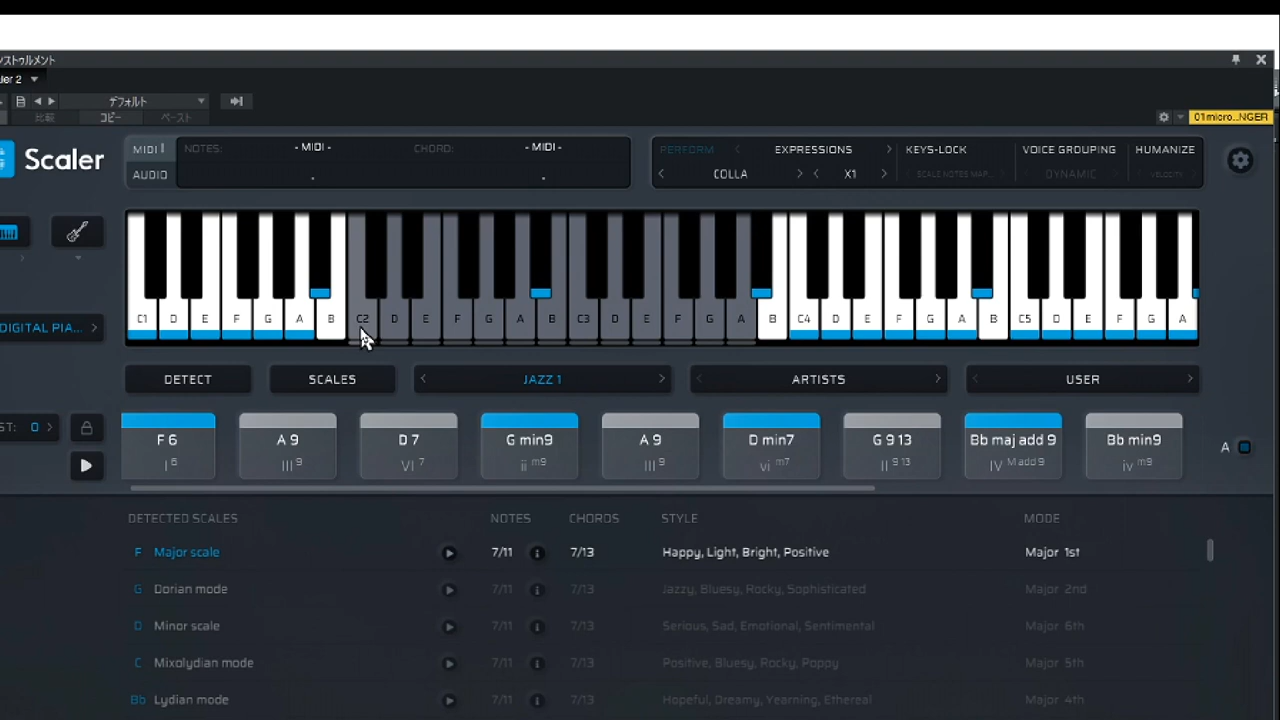 ンストゥルメント
ler 2
デフォルト
比較 コピー ペースト
01micro...NGER
Scaler
MIDI NOTES: - MIDI - CHORD: - MIDI -
AUDIO
PERFORM EXPRESSIONS KEYS-LOCK VOICE GROUPING HUMANIZE
COLLA X1 SCALE NOTES MAP... DYNAMIC VELOCITY
C1 D E F G A B C2 D E F G A B C3 D E F G A B C4 D E F G A B C5 D E F G A
DIGITAL PIA...
DETECT SCALES JAZZ 1 ARTISTS USER
ST: 0
F 6 A 9 D 7 G min9 A 9 D min7 G 9 13 Bb maj add 9 Bb min9
I 6 III 9 VI 7 ii m9 III 9 vi m7 II 9 13 IV M add 9 iv m9
A
DETECTED SCALES NOTES CHORDS STYLE MODE
F Major scale 7/11 7/13 Happy, Light, Bright, Positive Major 1st
G Dorian mode 7/11 7/13 Jazzy, Bluesy, Rocky, Sophisticated Major 2nd
D Minor scale 7/11 7/13 Serious, Sad, Emotional, Sentimental Major 6th
C Mixolydian mode 7/11 7/13 Positive, Bluesy, Rocky, Poppy Major 5th
Bb Lydian mode 7/11 7/13 Hopeful, Dreamy, Yearning, Ethereal Major 4th